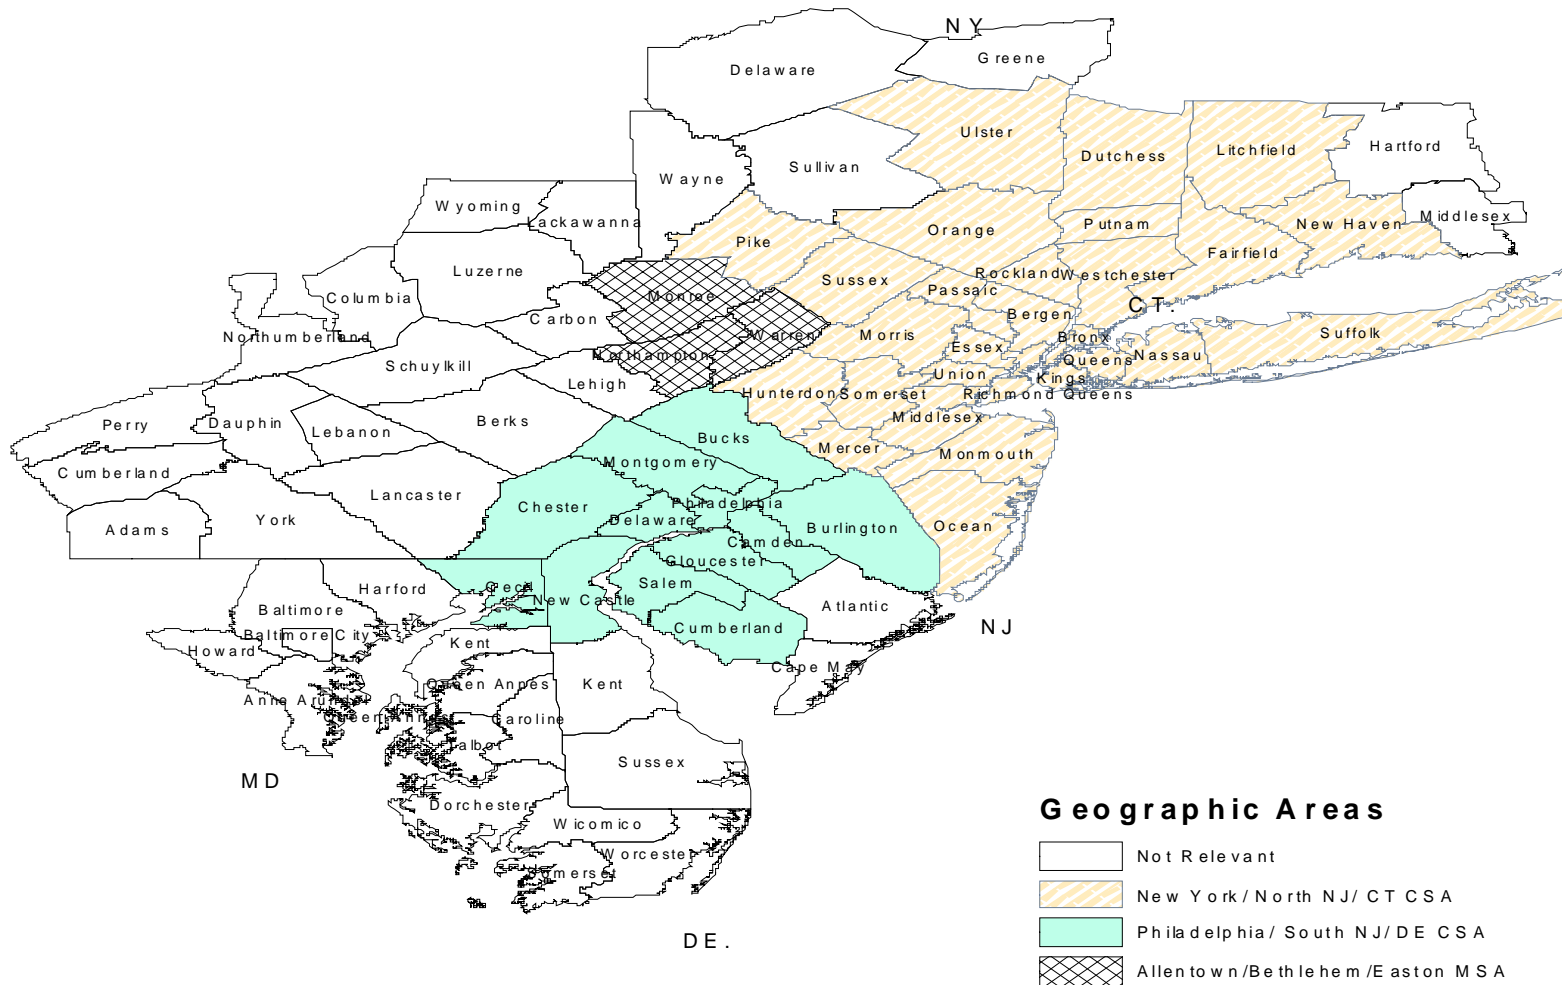 NY
Greene
Delaware
Ulster
Dutchess
Litchfield
Hartford
Sullivan
Wayne
Wyoming
Lackawanna
Middlesex
New Haven
Putnam
Orange
Pike
Fairfield
Luzerne
Rockland
Westchester
Sussex
Passaic
Columbia
Monroe
CT.
Bergen
Carbon
Northumberland
Warren
Morris
Bronx
Suffolk
Essex
Northampton
Queens
Nassau
Schuylkill
Union
Kings
Lehigh
Hunterdon
Somerset
Richmond
Queens
Middlesex
Perry
Dauphin
Lebanon
Berks
Bucks
Mercer
Monmouth
Cumberland
Montgomery
Lancaster
Chester
Philadelphia
Adams
York
Delaware
Burlington
Ocean
Camden
Gloucester
Harford
Cecil
Salem
New Castle
Baltimore
Atlantic
Baltimore City
Cumberland
NJ
Howard
Kent
Cape May
Queen Annes
Kent
Anne Arundel
Queen Annes
Caroline
Talbot
Sussex
MD
Dorchester
Wicomico
Worcester
Somerset
DE.
Geographic Areas
Not Relevant
New York/ North NJ/ CT CSA
Philadelphia/ South NJ/DE CSA
Allentown/Bethlehem/Easton MSA